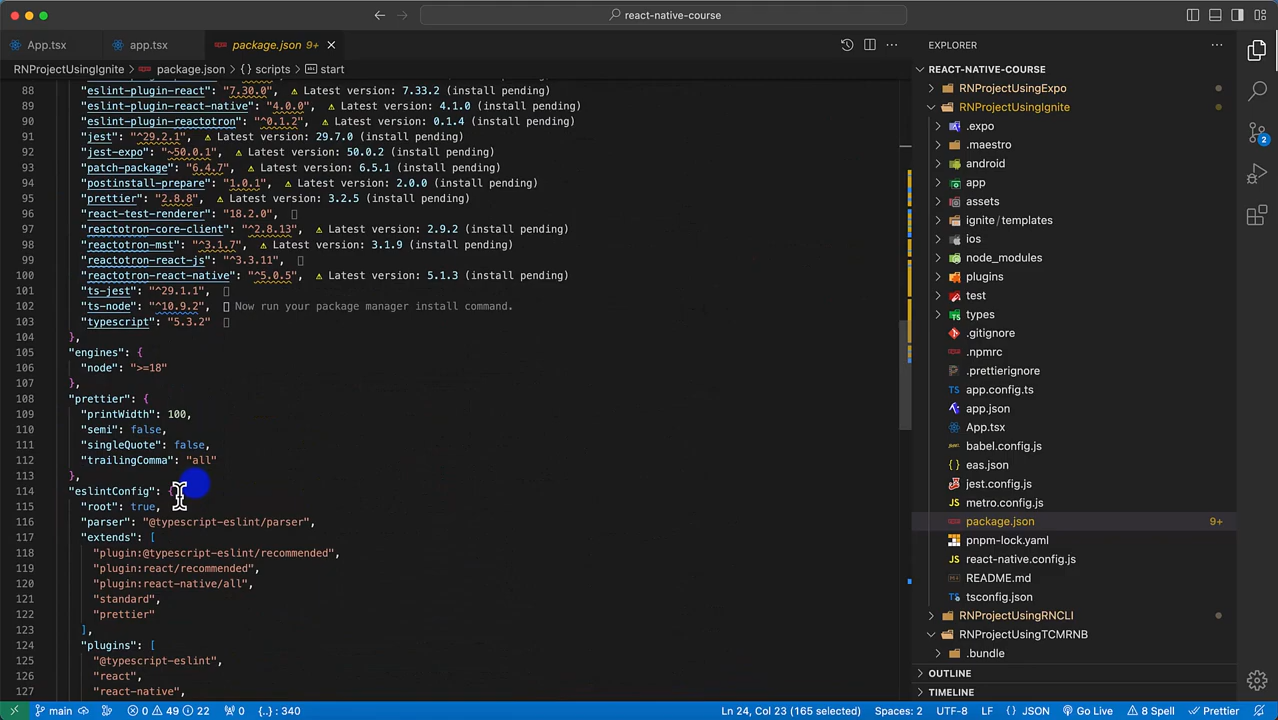 react-native-course
App.tsx
app.tsx
package.json 9+
EXPLORER
RNProjectUsingIgnite > package.json > {} scripts > start
88 "eslint-plugin-react": "7.30.0", ⚠ Latest version: 7.33.2 (install pending)
89 "eslint-plugin-react-native": "4.0.0", ⚠ Latest version: 4.1.0 (install pending)
90 "eslint-plugin-reactotron": "^0.1.2", ⚠ Latest version: 0.1.4 (install pending)
91 "jest": "^29.2.1", ⚠ Latest version: 29.7.0 (install pending)
92 "jest-expo": "~50.0.1", ⚠ Latest version: 50.0.2 (install pending)
93 "patch-package": "6.4.7", ⚠ Latest version: 6.5.1 (install pending)
94 "postinstall-prepare": "1.0.1", ⚠ Latest version: 2.0.0 (install pending)
95 "prettier": "2.8.8", ⚠ Latest version: 3.2.5 (install pending)
96 "react-test-renderer": "18.2.0",
97 "reactotron-core-client": "^2.8.13", ⚠ Latest version: 2.9.2 (install pending)
98 "reactotron-mst": "^3.1.7", ⚠ Latest version: 3.1.9 (install pending)
99 "reactotron-react-js": "^3.3.11",
100 "reactotron-react-native": "^5.0.5", ⚠ Latest version: 5.1.3 (install pending)
101 "ts-jest": "^29.1.1",
102 "ts-node": "^10.9.2", Now run your package manager install command.
103 "typescript": "5.3.2"
104 },
105 "engines": {
106 "node": ">=18"
107 },
108 "prettier": {
109 "printWidth": 100,
110 "semi": false,
111 "singleQuote": false,
112 "trailingComma": "all"
113 },
114 "eslintConfig": {
115 "root": true,
116 "parser": "@typescript-eslint/parser",
117 "extends": [
118 "plugin:@typescript-eslint/recommended",
119 "plugin:react/recommended",
120 "plugin:react-native/all",
121 "standard",
122 "prettier"
123 ],
124 "plugins": [
125 "@typescript-eslint",
126 "react",
127 "react-native",
REACT-NATIVE-COURSE
RNProjectUsingExpo
RNProjectUsingIgnite
.expo
.maestro
android
app
assets
ignite/templates
ios
node_modules
plugins
test
types
.gitignore
.npmrc
.prettierignore
app.config.ts
app.json
App.tsx
babel.config.js
eas.json
jest.config.js
metro.config.js
package.json 9+
pnpm-lock.yaml
react-native.config.js
README.md
tsconfig.json
RNProjectUsingRNCLI
RNProjectUsingTCMRNB
.bundle
OUTLINE
TIMELINE
2
main 0 49 22 0 {..} : 340 Ln 24, Col 23 (165 selected) Spaces: 2 UTF-8 LF {} JSON Go Live 8 Spell Prettier